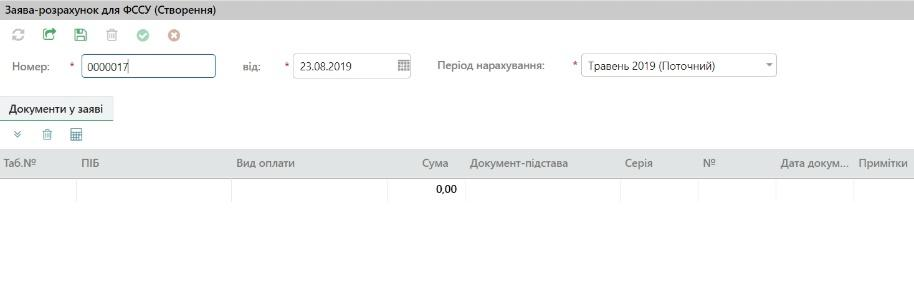 Заява-розрахунок для ФССУ (Створення)
Номер: * 0000017 від: * 23.08.2019 Період нарахування: * Травень 2019 (Поточний)
Документи у заяві
Таб.№ ПІБ Вид оплати Сума Документ-підстава Серія № Дата докум... Примітки
0,00